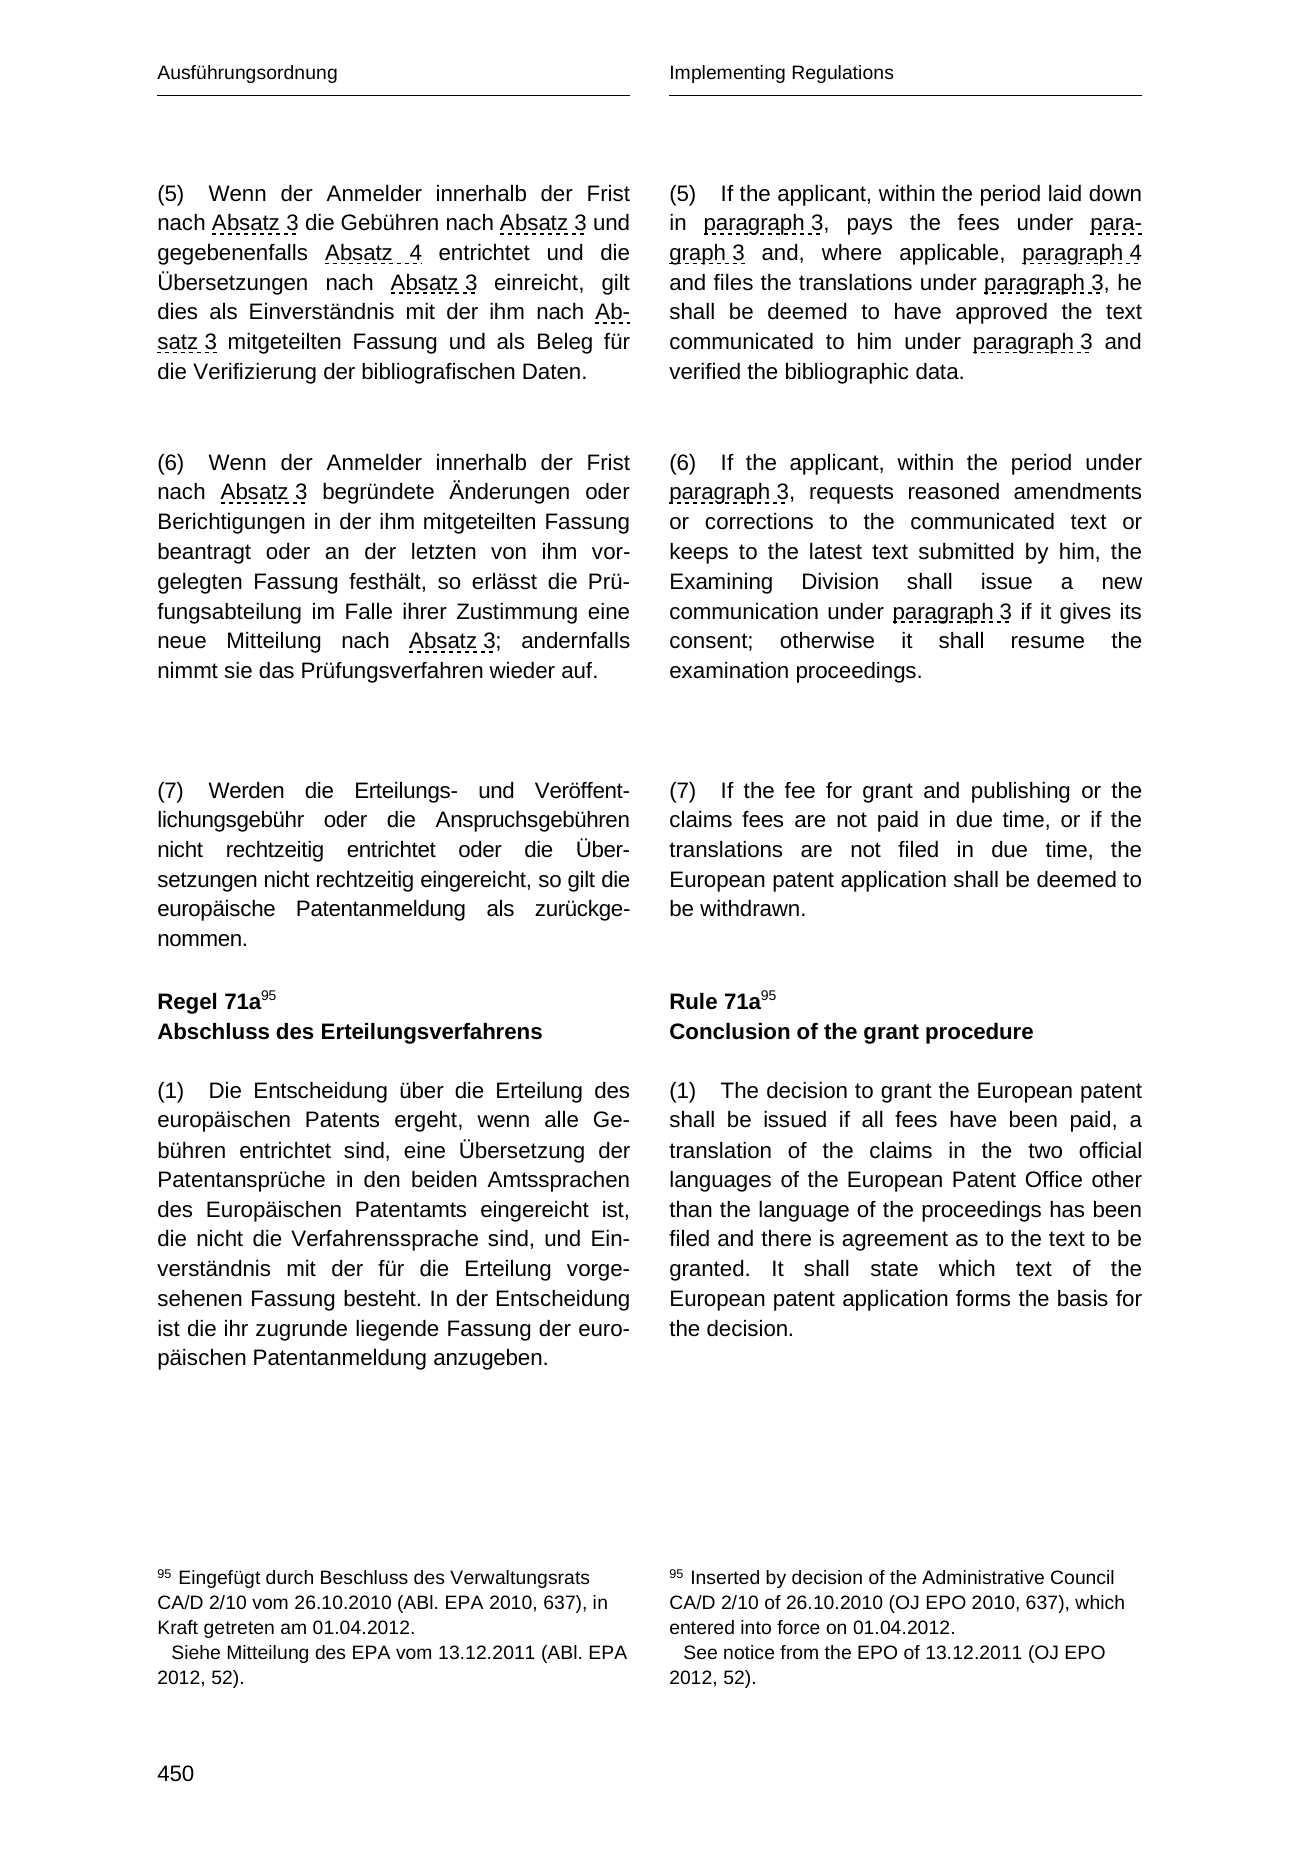 Ausführungsordnung
(5) Wenn der Anmelder innerhalb der Frist
nach Absatz 3 die Gebühren nach Absatz 3 und
gegebenenfalls Absatz 4 entrichtet und die
Übersetzungen nach Absatz 3 einreicht, gilt
dies als Einverständnis mit der ihm nach Ab-
satz 3 mitgeteilten Fassung und als Beleg für
die Verifizierung der bibliografischen Daten.
(6) Wenn der Anmelder innerhalb der Frist
nach Absatz 3 begründete Änderungen oder
Berichtigungen in der ihm mitgeteilten Fassung
beantragt oder an der letzten von ihm vor-
gelegten Fassung festhält, so erlässt die Prü-
fungsabteilung im Falle ihrer Zustimmung eine
neue Mitteilung nach Absatz 3; andernfalls
nimmt sie das Prüfungsverfahren wieder auf.
(7) Werden die Erteilungs- und Veröffent-
lichungsgebühr oder die Anspruchsgebühren
nicht rechtzeitig entrichtet oder die Über-
setzungen nicht rechtzeitig eingereicht, so gilt die
europäische Patentanmeldung als zurückge-
nommen.
Regel 71a95
Abschluss des Erteilungsverfahrens
(1) Die Entscheidung über die Erteilung des
europäischen Patents ergeht, wenn alle Ge-
bühren entrichtet sind, eine Übersetzung der
Patentansprüche in den beiden Amtssprachen
des Europäischen Patentamts eingereicht ist,
die nicht die Verfahrenssprache sind, und Ein-
verständnis mit der für die Erteilung vorge-
sehenen Fassung besteht. In der Entscheidung
ist die ihr zugrunde liegende Fassung der euro-
päischen Patentanmeldung anzugeben.
95 Eingefügt durch Beschluss des Verwaltungsrats
CA/D 2/10 vom 26.10.2010 (ABl. EPA 2010, 637), in
Kraft getreten am 01.04.2012.
Siehe Mitteilung des EPA vom 13.12.2011 (ABl. EPA
2012, 52).
Implementing Regulations
(5) If the applicant, within the period laid down
in paragraph 3, pays the fees under para-
graph 3 and, where applicable, paragraph 4
and files the translations under paragraph 3, he
shall be deemed to have approved the text
communicated to him under paragraph 3 and
verified the bibliographic data.
(6) If the applicant, within the period under
paragraph 3, requests reasoned amendments
or corrections to the communicated text or
keeps to the latest text submitted by him, the
Examining Division shall issue a new
communication under paragraph 3 if it gives its
consent; otherwise it shall resume the
examination proceedings.
(7) If the fee for grant and publishing or the
claims fees are not paid in due time, or if the
translations are not filed in due time, the
European patent application shall be deemed to
be withdrawn.
Rule 71a95
Conclusion of the grant procedure
(1) The decision to grant the European patent
shall be issued if all fees have been paid, a
translation of the claims in the two official
languages of the European Patent Office other
than the language of the proceedings has been
filed and there is agreement as to the text to be
granted. It shall state which text of the
European patent application forms the basis for
the decision.
95 Inserted by decision of the Administrative Council
CA/D 2/10 of 26.10.2010 (OJ EPO 2010, 637), which
entered into force on 01.04.2012.
See notice from the EPO of 13.12.2011 (OJ EPO
2012, 52).
450